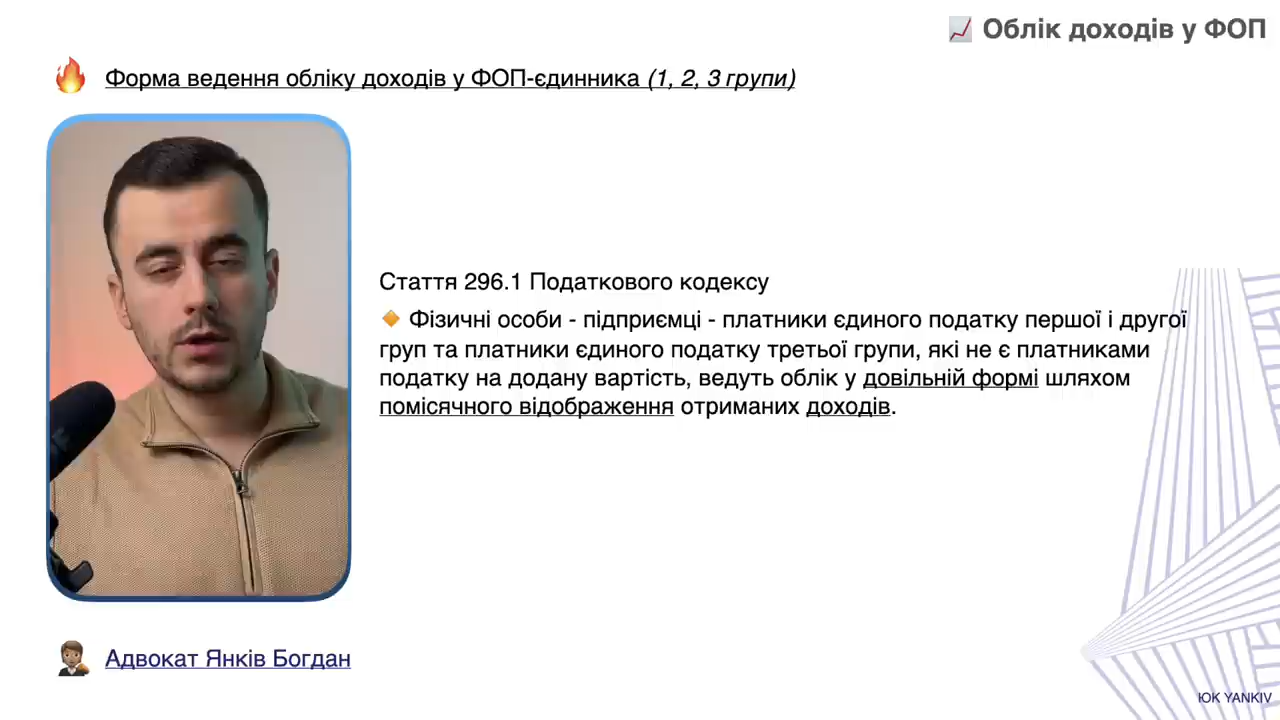 📈 Облік доходів у ФОП
🔥 Форма ведення обліку доходів у ФОП-єдинника (1, 2, 3 групи)
Стаття 296.1 Податкового кодексу
🔸 Фізичні особи - підприємці - платники єдиного податку першої і другої
груп та платники єдиного податку третьої групи, які не є платниками
податку на додану вартість, ведуть облік у довільній формі шляхом
помісячного відображення отриманих доходів.
Адвокат Янків Богдан
ЮК YANKIV